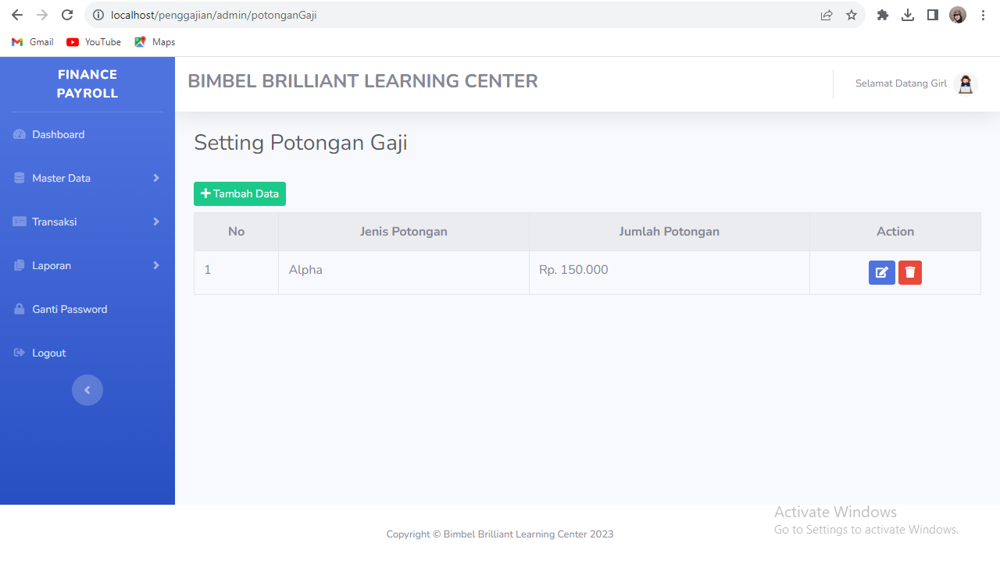 localhost/penggajian/admin/potonganGaji
Gmail YouTube Maps
FINANCE
PAYROLL
BIMBEL BRILLIANT LEARNING CENTER
Selamat Datang Girl
Dashboard
Master Data
Transaksi
Laporan
Ganti Password
Logout
Setting Potongan Gaji
Tambah Data
No Jenis Potongan Jumlah Potongan Action
1 Alpha Rp. 150.000
Activate Windows
Go to Settings to activate Windows.
Copyright © Bimbel Brilliant Learning Center 2023